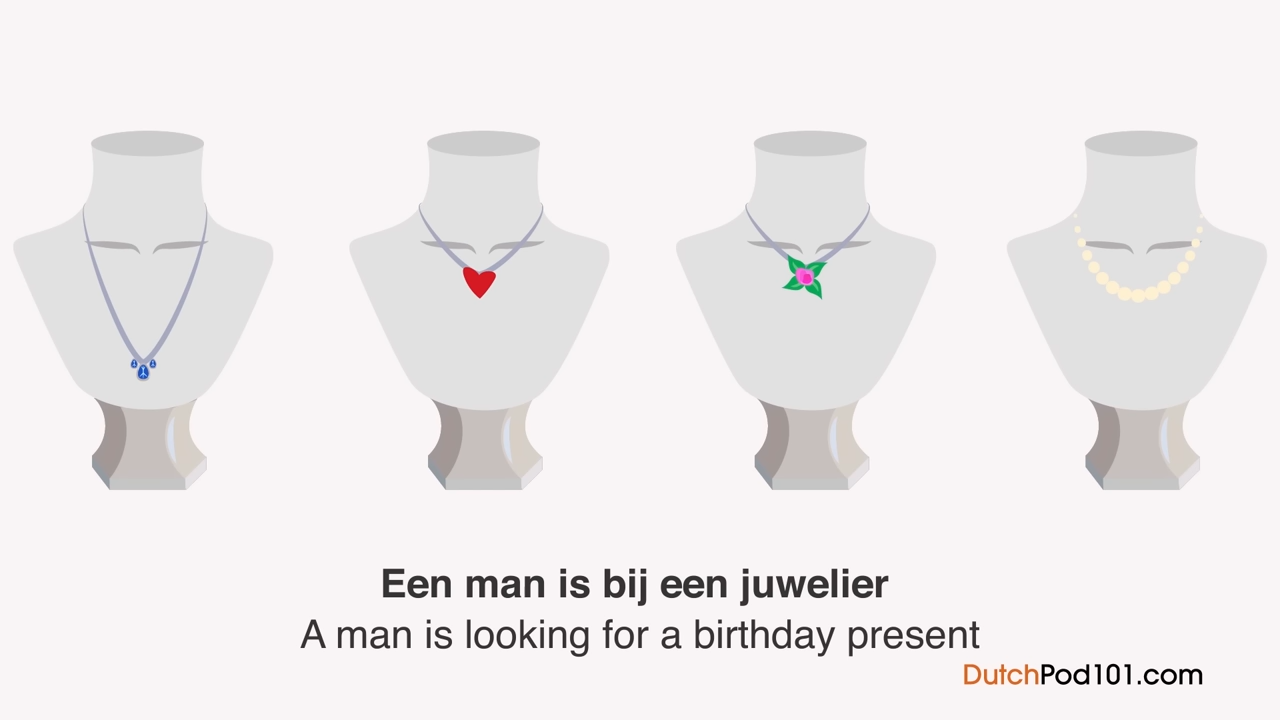 Een man is bij een juwelier
A man is looking for a birthday present
DutchPod101.com